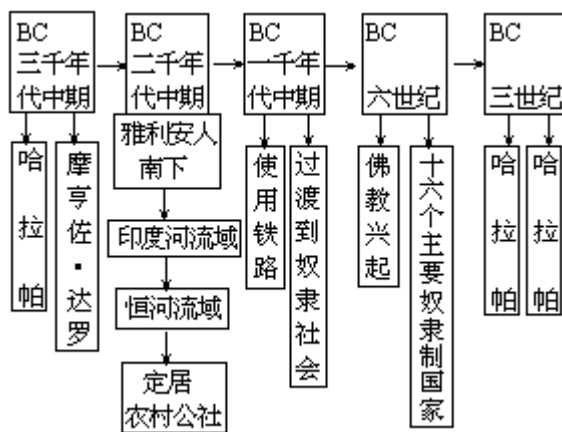 BC
三千年
代中期
BC
二千年
代中期
BC
一千年
代中期
BC
六世纪
BC
三世纪
哈拉帕
摩亨佐·达罗
雅利安人
南下
印度河流域
恒河流域
定居
农村公社
使用铁路
过渡到奴隶社会
佛教兴起
十六个主要奴隶制国家
哈拉帕
哈拉帕